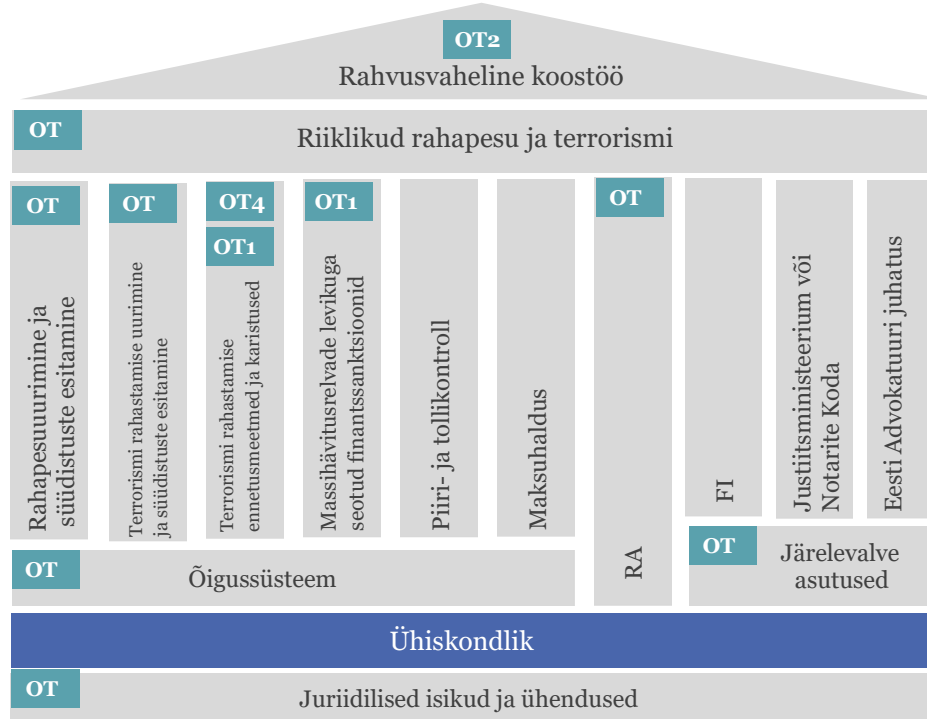 OT2
Rahvusvaheline koostöö
OT
Riiklikud rahapesu ja terrorismi
OT
Rahapesuuurimine ja
süüdistuste esitamine
OT
Terrorismi rahastamise uurimine
ja süüdistuste esitamine
OT4
OT1
Terrorismi rahastamise
ennetusmeetmed ja karistused
OT1
Massihävitusrelvade levikuga
seotud finantssanktsioonid
Piiri- ja tollikontroll
Maksuhaldus
OT
RA
FI
Justiitsministeerium või
Notarite Koda
Eesti Advokatuuri juhatus
OT
Õigussüsteem
OT
Järelevalve
asutused
Ühiskondlik
OT
Juriidilised isikud ja ühendused